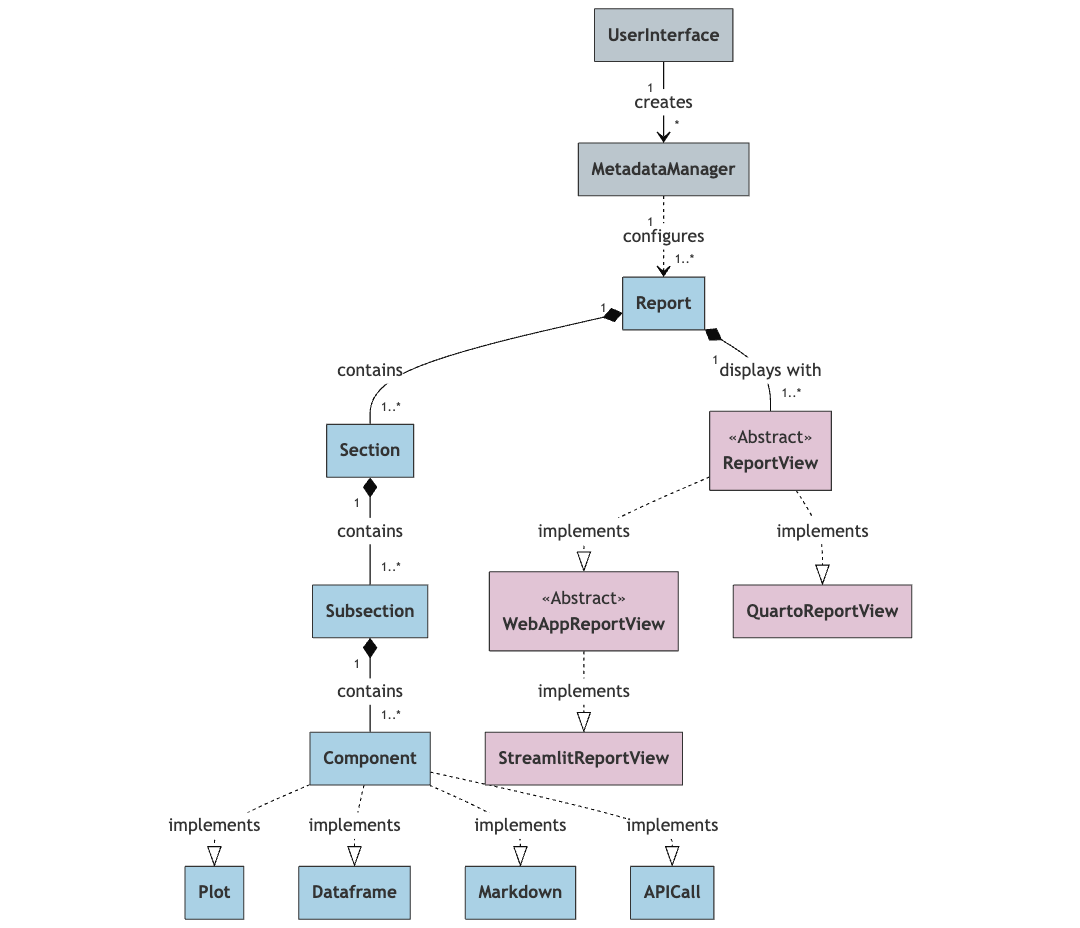 UserInterface
1
creates
*
MetadataManager
1
configures
1..*
Report
1
1
contains
displays with
1..*
1..*
Section
«Abstract»
ReportView
1
contains
implements
implements
1..*
Subsection
«Abstract»
WebAppReportView
QuartoReportView
1
contains
implements
1..*
Component
StreamlitReportView
implements
implements
implements
implements
Plot
Dataframe
Markdown
APICall